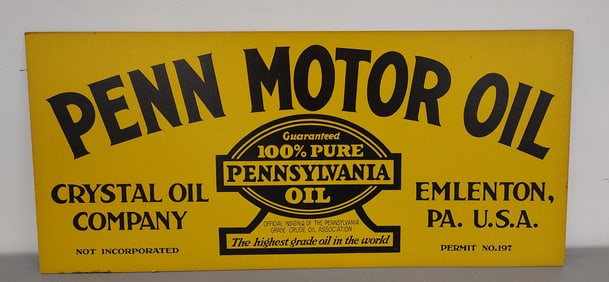 PENN MOTOR OIL
Guaranteed
100% PURE
PENNSYLVANIA
OIL
OFFICIAL INSIGNIA OF THE PENNSYLVANIA
GRADE CRUDE OIL ASSOCIATION
The highest grade oil in the world
CRYSTAL OIL
COMPANY
NOT INCORPORATED
EMLENTON,
PA. U.S.A.
PERMIT NO.197